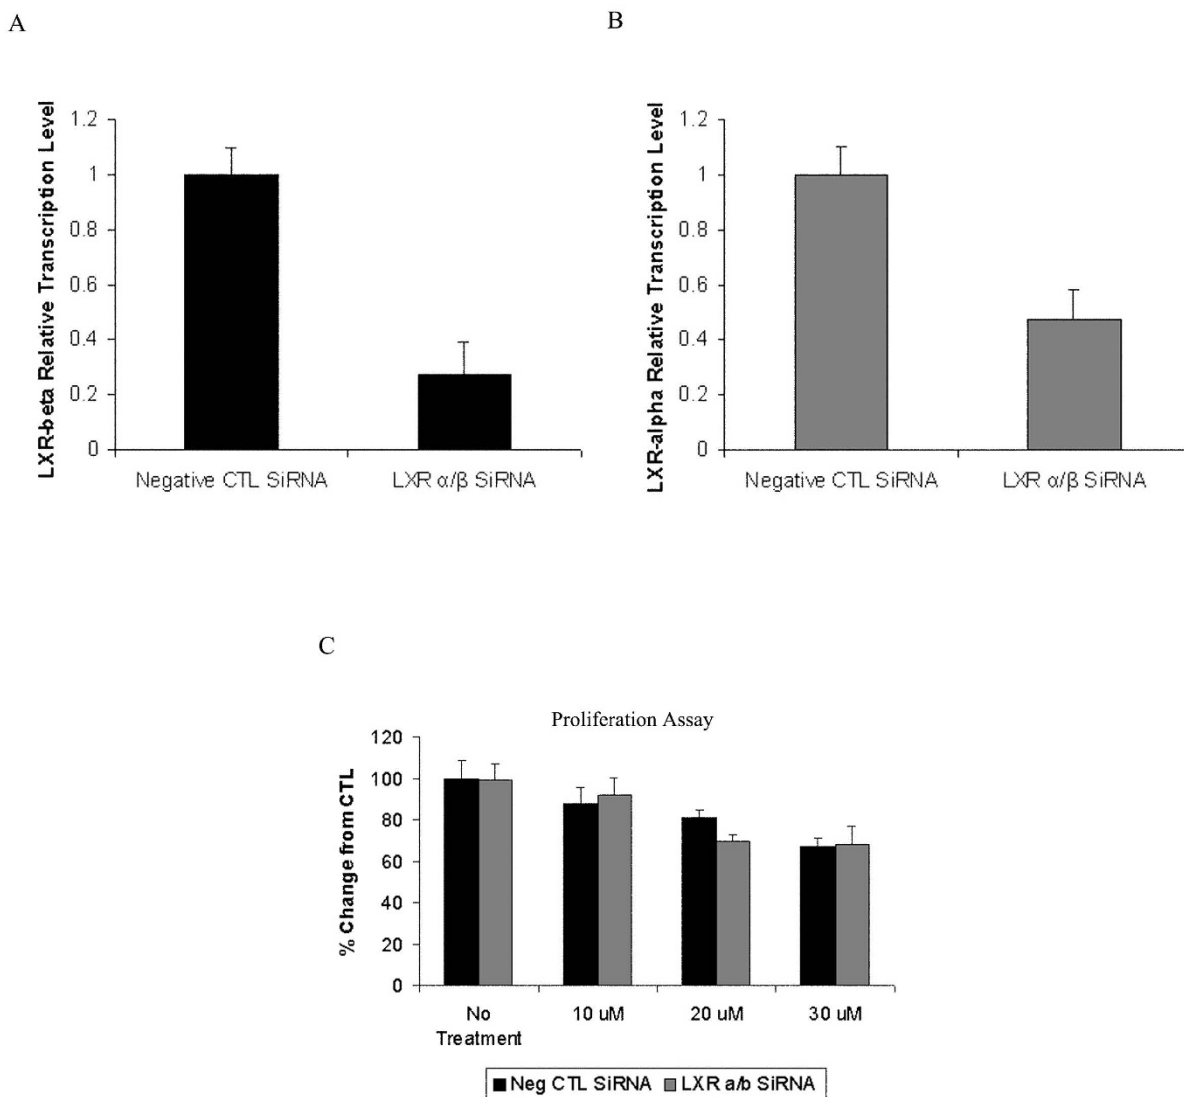 A
B
LXR-beta Relative Transcription Level
1.2
1
0.8
0.6
0.4
0.2
0
Negative CTL SiRNA
LXR α/β SiRNA
LXR-alpha Relative Transcription Level
1.2
1
0.8
0.6
0.4
0.2
0
Negative CTL SiRNA
LXR α/β SiRNA
C
Proliferation Assay
% Change from CTL
120
100
80
60
40
20
0
No
Treatment
10 uM
20 uM
30 uM
Neg CTL SiRNA
LXR a/b SiRNA